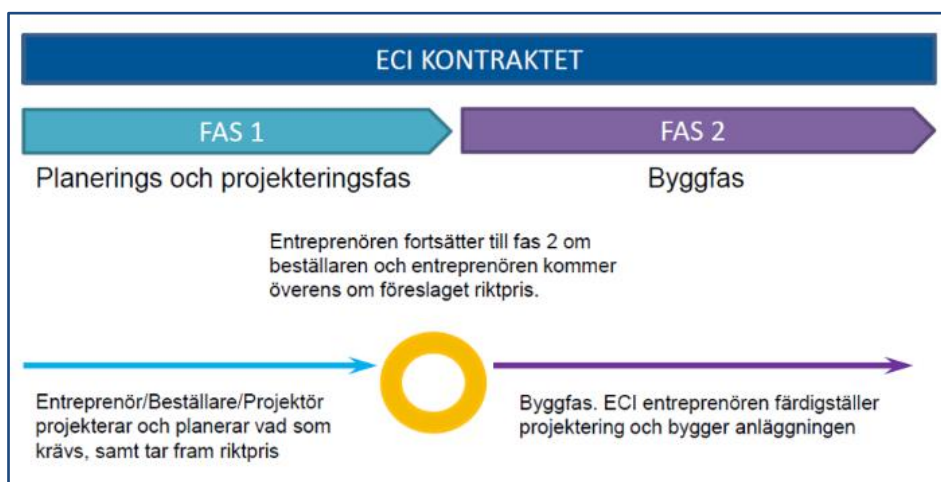 ECI KONTRAKTET
FAS 1
FAS 2
Planerings och projekteringsfas
Byggfas
Entreprenören fortsätter till fas 2 om
beställaren och entreprenören kommer
överens om föreslaget riktpris.
Entreprenör/Beställare/Projektör
projekterar och planerar vad som
krävs, samt tar fram riktpris
Byggfas. ECI entreprenören färdigställer
projektering och bygger anläggningen